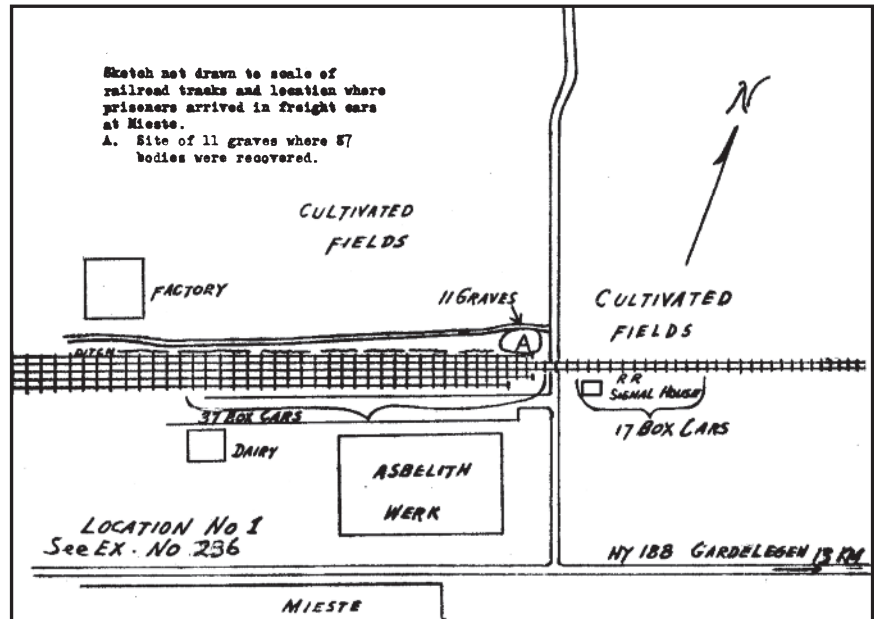 Sketch not drawn to scale of
railroad tracks and location where
prisoners arrived in freight cars
at Mieste.
A. Site of 11 graves where 57
bodies were recovered.
N
CULTIVATED
FIELDS
FACTORY
11 GRAVES
CULTIVATED
FIELDS
DITCH
A
R R
SIGNAL HOUSE
37 BOX CARS
17 BOX CARS
DAIRY
ASBELITH
WERK
LOCATION No 1
See EX. No 236
HY 188 GARDELEGEN 13 KM
MIESTE